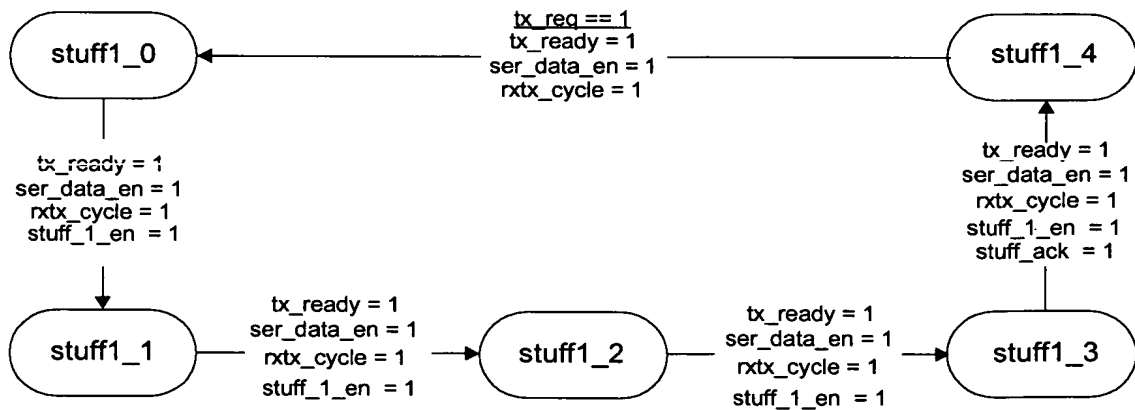 stuff1_0
tx_req == 1
tx_ready = 1
ser_data_en = 1
rxtx_cycle = 1
stuff1_4
tx_ready = 1
ser_data_en = 1
rxtx_cycle = 1
stuff_1_en = 1
tx_ready = 1
ser_data_en = 1
rxtx_cycle = 1
stuff_1_en = 1
stuff_ack = 1
stuff1_1
tx_ready = 1
ser_data_en = 1
rxtx_cycle = 1
stuff_1_en = 1
stuff1_2
tx_ready = 1
ser_data_en = 1
rxtx_cycle = 1
stuff_1_en = 1
stuff1_3